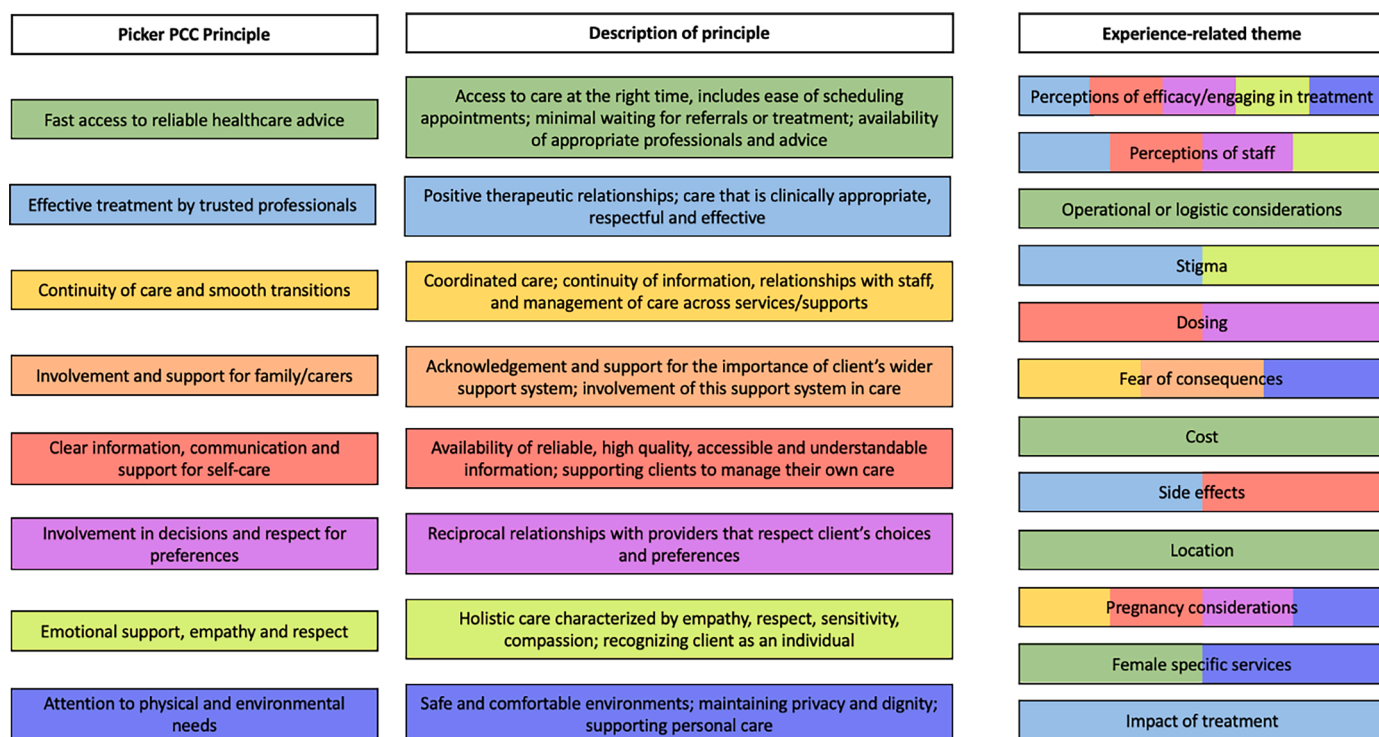 Picker PCC Principle
Description of principle
Experience-related theme
Fast access to reliable healthcare advice
Access to care at the right time, includes ease of scheduling
appointments; minimal waiting for referrals or treatment; availability
of appropriate professionals and advice
Effective treatment by trusted professionals
Positive therapeutic relationships; care that is clinically appropriate,
respectful and effective
Continuity of care and smooth transitions
Coordinated care; continuity of information, relationships with staff,
and management of care across services/supports
Involvement and support for family/carers
Acknowledgement and support for the importance of client's wider
support system; involvement of this support system in care
Clear information, communication and
support for self-care
Availability of reliable, high quality, accessible and understandable
information; supporting clients to manage their own care
Involvement in decisions and respect for
preferences
Reciprocal relationships with providers that respect client's choices
and preferences
Emotional support, empathy and respect
Holistic care characterized by empathy, respect, sensitivity,
compassion; recognizing client as an individual
Attention to physical and environmental
needs
Safe and comfortable environments; maintaining privacy and dignity;
supporting personal care
Perceptions of efficacy/engaging in treatment
Perceptions of staff
Operational or logistic considerations
Stigma
Dosing
Fear of consequences
Cost
Side effects
Location
Pregnancy considerations
Female specific services
Impact of treatment